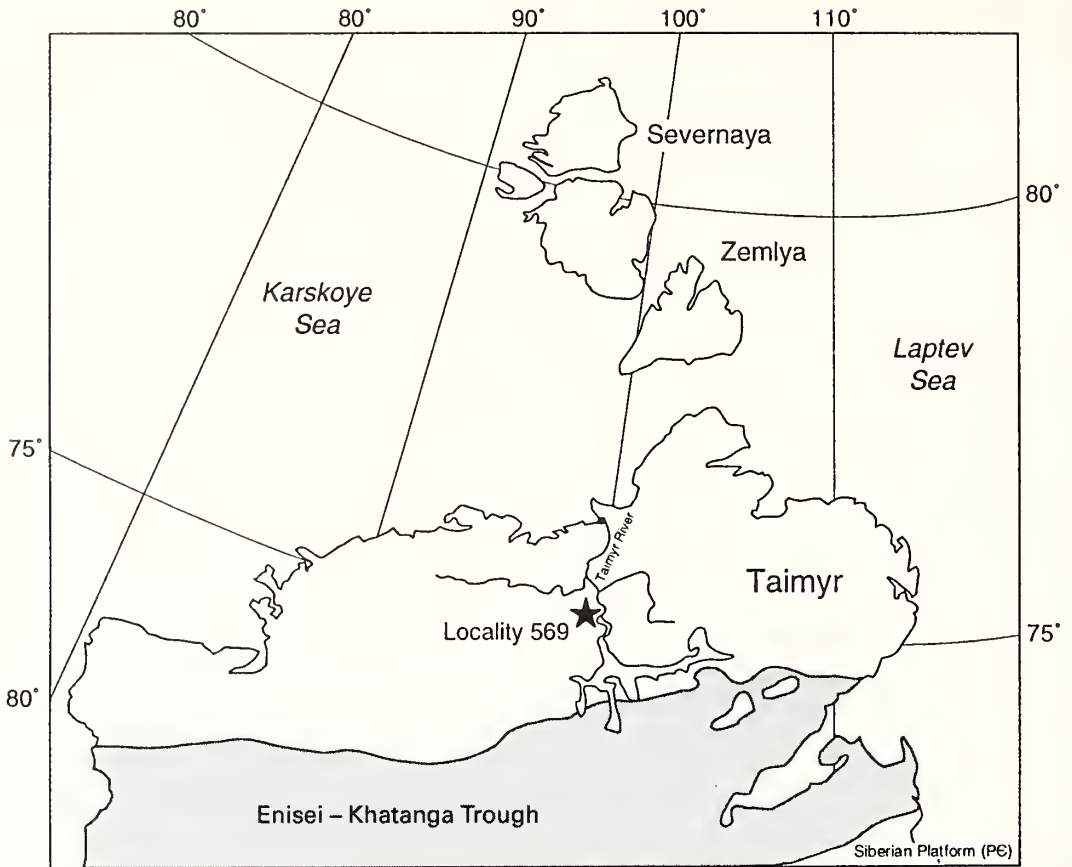 80° 80° 90° 100° 110°
Severnaya
80°
Zemlya
Karskoye
Sea
Laptev
Sea
75°
Taimyr River
Taimyr
Locality 569
75°
80°
Enisei – Khatanga Trough
Siberian Platform (PЄ)